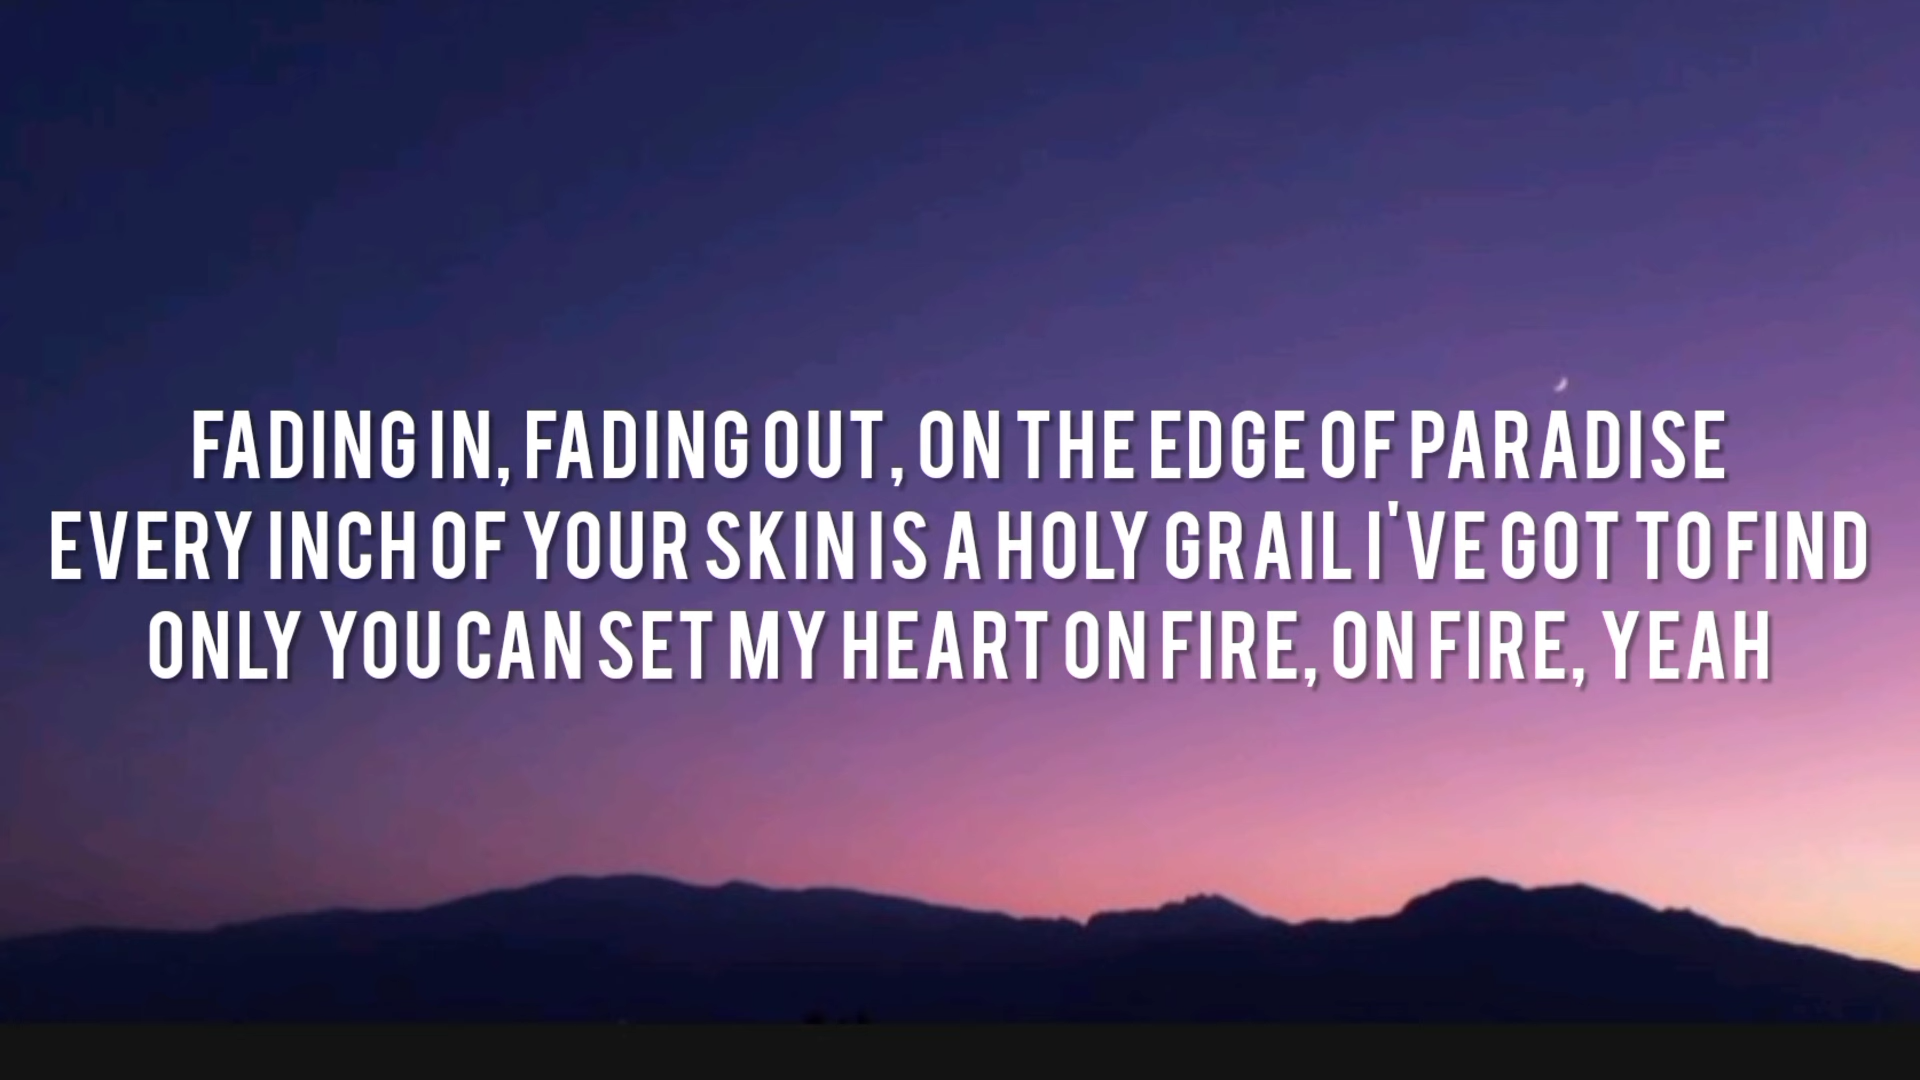 FADING IN, FADING OUT, ON THE EDGE OF PARADISE
EVERY INCH OF YOUR SKIN IS A HOLY GRAIL I'VE GOT TO FIND
ONLY YOU CAN SET MY HEART ON FIRE, ON FIRE, YEAH